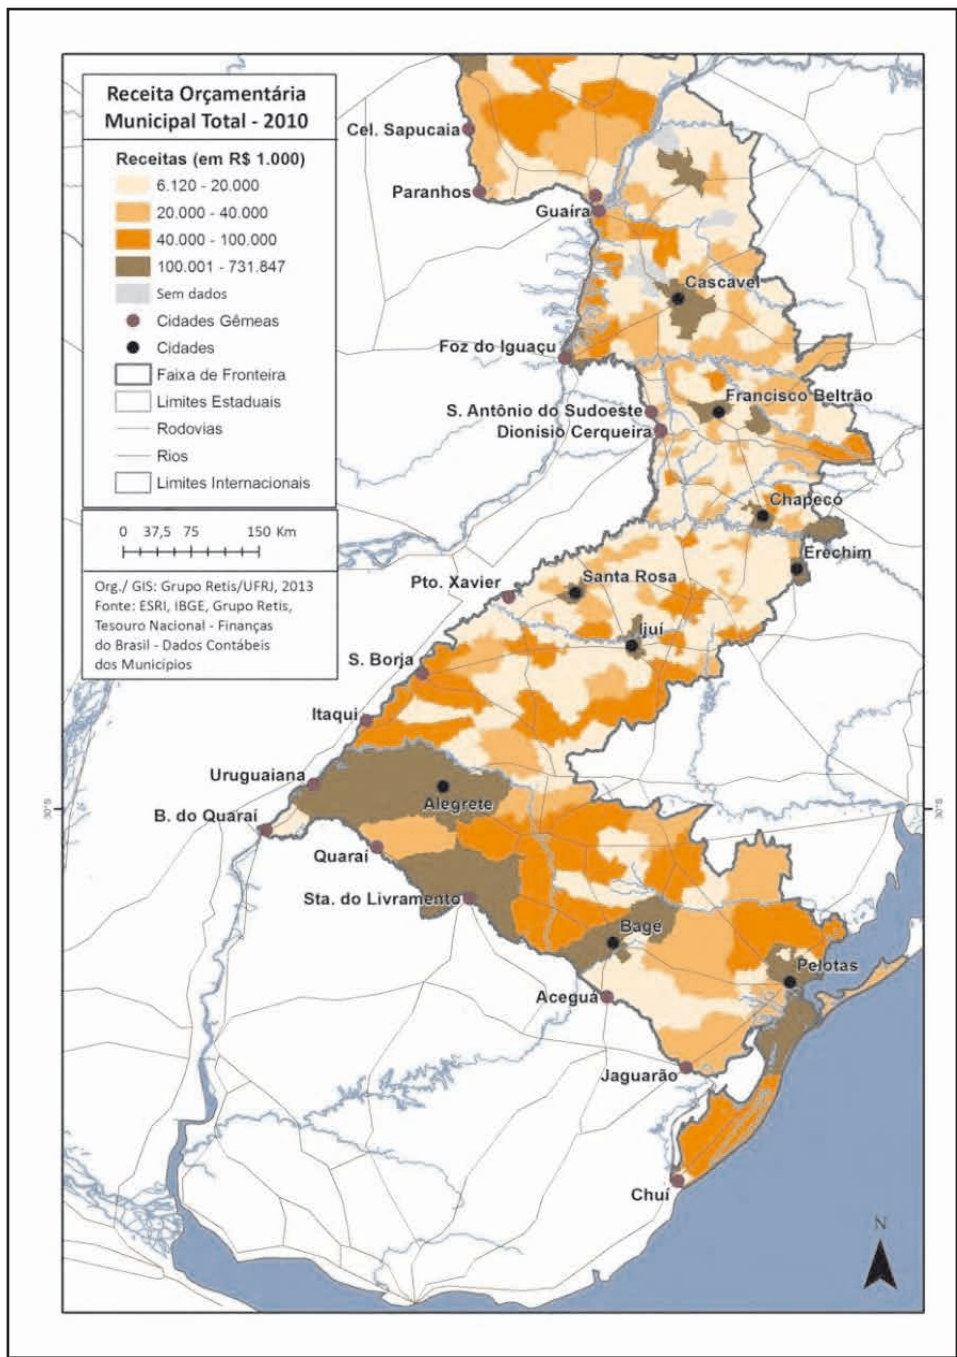 Receita Orçamentária
Municipal Total - 2010
Receitas (em R$ 1.000)
6.120 - 20.000
20.000 - 40.000
40.000 - 100.000
100.001 - 731.847
Sem dados
Cidades Gêmeas
Cidades
Faixa de Fronteira
Limites Estaduais
Rodovias
Rios
Limites Internacionais
0 37,5 75 150 Km
Org./ GIS: Grupo Retis/UFRJ, 2013
Fonte: ESRI, IBGE, Grupo Retis,
Tesouro Nacional - Finanças
do Brasil - Dados Contábeis
dos Municípios
Cel. Sapucaia
Paranhos
Guaíra
Cascavel
Foz do Iguaçu
S. Antônio do Sudoeste
Francisco Beltrão
Dionísio Cerqueira
Chapecó
Erechim
Pto. Xavier
Santa Rosa
Ijuí
S. Borja
Itaqui
Uruguaiana
Alegrete
B. do Quaraí
30°S
30°S
Quaraí
Sta. do Livramento
Bagé
Pelotas
Aceguá
Jaguarão
Chuí
N